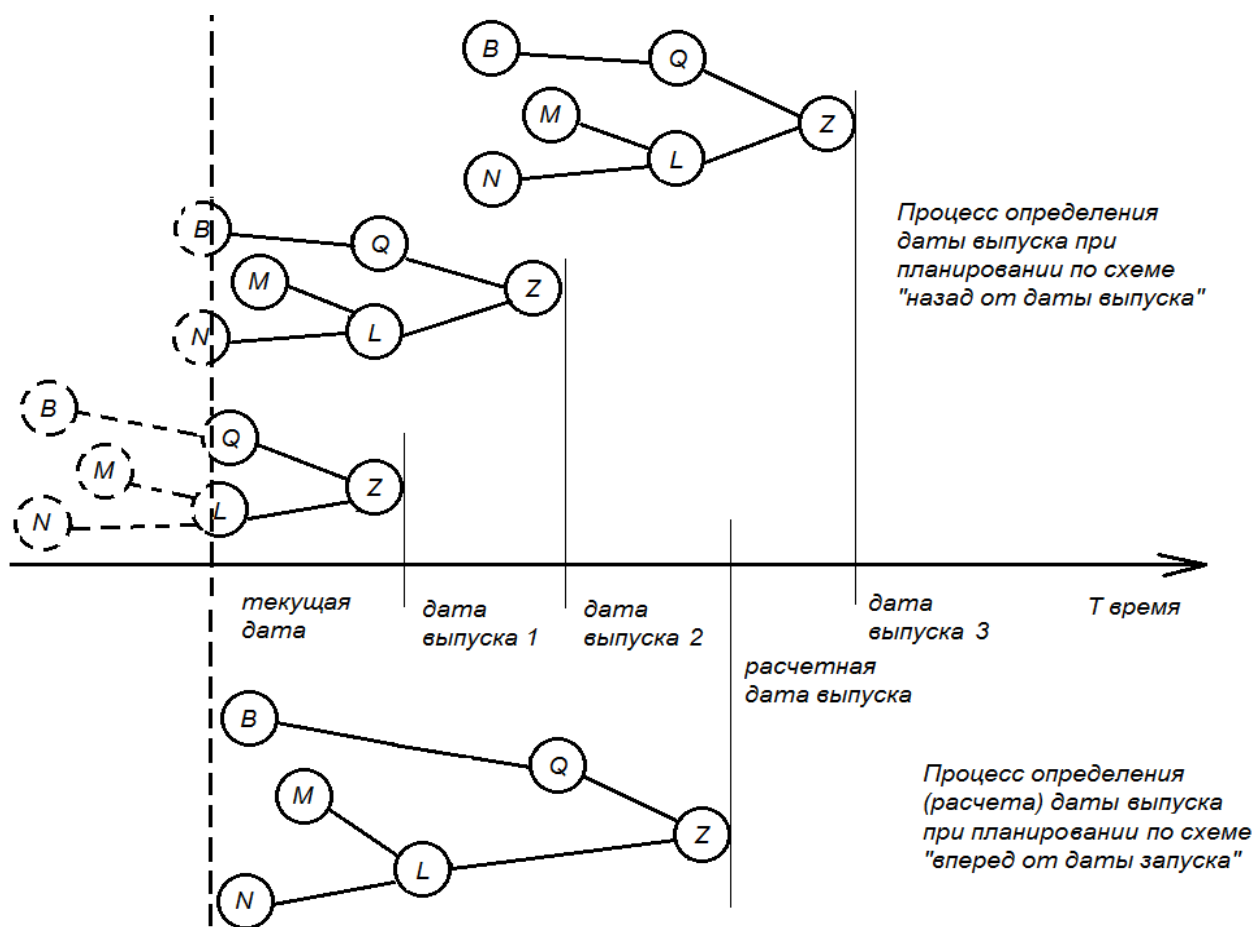 B
Q
M
Z
L
N
Процесс определения
даты выпуска при
планировании по схеме
"назад от даты выпуска"
B
Q
M
Z
N
L
B
Q
M
Z
N
L
текущая
дата
дата
выпуска 1
дата
выпуска 2
дата
выпуска 3
T время
расчетная
дата выпуска
B
Q
M
Z
L
N
Процесс определения
(расчета) даты выпуска
при планировании по схеме
"вперед от даты запуска"